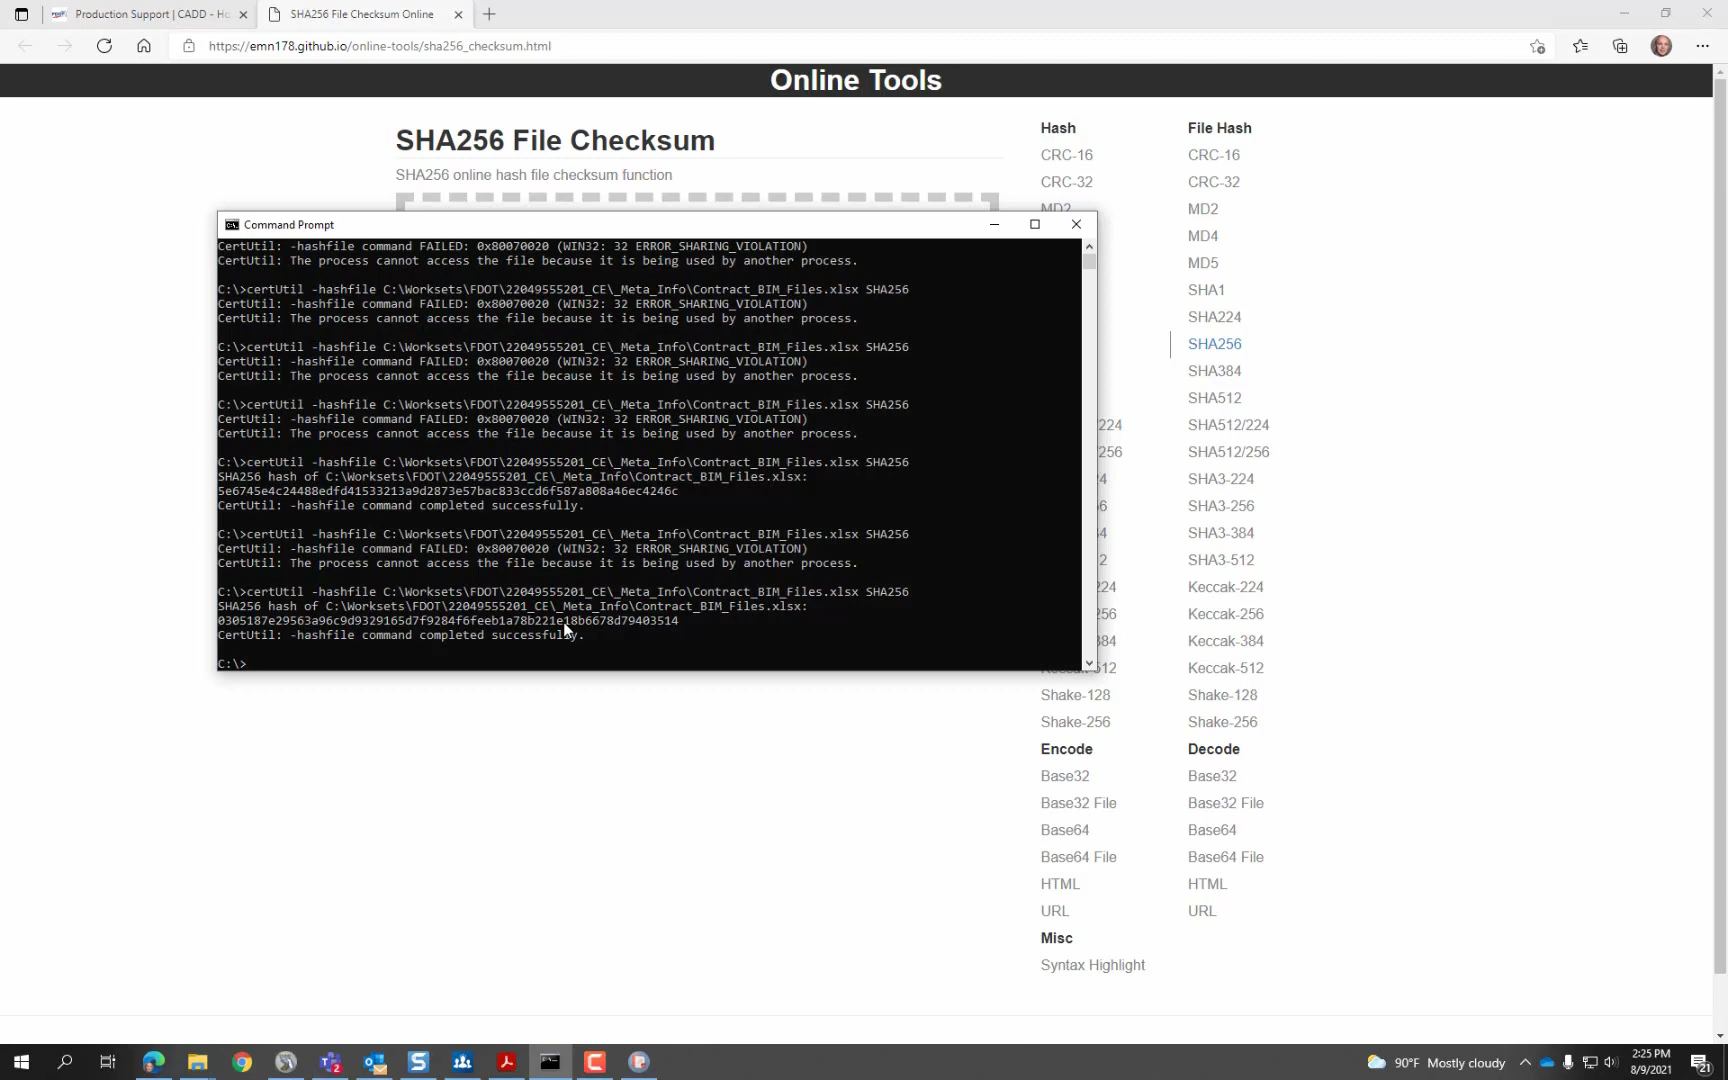 Production Support | CADD - Ho
SHA256 File Checksum Online
https://emn178.github.io/online-tools/sha256_checksum.html
Online Tools
SHA256 File Checksum
SHA256 online hash file checksum function
Command Prompt
CertUtil: -hashfile command FAILED: 0x80070020 (WIN32: 32 ERROR_SHARING_VIOLATION)
CertUtil: The process cannot access the file because it is being used by another process.
C:\>certUtil -hashfile C:\Worksets\FDOT\22049555201_CE\_Meta_Info\Contract_BIM_Files.xlsx SHA256
CertUtil: -hashfile command FAILED: 0x80070020 (WIN32: 32 ERROR_SHARING_VIOLATION)
CertUtil: The process cannot access the file because it is being used by another process.
C:\>certUtil -hashfile C:\Worksets\FDOT\22049555201_CE\_Meta_Info\Contract_BIM_Files.xlsx SHA256
CertUtil: -hashfile command FAILED: 0x80070020 (WIN32: 32 ERROR_SHARING_VIOLATION)
CertUtil: The process cannot access the file because it is being used by another process.
C:\>certUtil -hashfile C:\Worksets\FDOT\22049555201_CE\_Meta_Info\Contract_BIM_Files.xlsx SHA256
CertUtil: -hashfile command FAILED: 0x80070020 (WIN32: 32 ERROR_SHARING_VIOLATION)
CertUtil: The process cannot access the file because it is being used by another process.
C:\>certUtil -hashfile C:\Worksets\FDOT\22049555201_CE\_Meta_Info\Contract_BIM_Files.xlsx SHA256
SHA256 hash of C:\Worksets\FDOT\22049555201_CE\_Meta_Info\Contract_BIM_Files.xlsx:
5e6745e4c24488edfd41533213a9d2873e57bac833ccd6f587a808a46ec4246c
CertUtil: -hashfile command completed successfully.
C:\>certUtil -hashfile C:\Worksets\FDOT\22049555201_CE\_Meta_Info\Contract_BIM_Files.xlsx SHA256
CertUtil: -hashfile command FAILED: 0x80070020 (WIN32: 32 ERROR_SHARING_VIOLATION)
CertUtil: The process cannot access the file because it is being used by another process.
C:\>certUtil -hashfile C:\Worksets\FDOT\22049555201_CE\_Meta_Info\Contract_BIM_Files.xlsx SHA256
SHA256 hash of C:\Worksets\FDOT\22049555201_CE\_Meta_Info\Contract_BIM_Files.xlsx:
0305187e29563a96c9d9329165d7f9284f6feeb1a78b221e18b6678d79403514
CertUtil: -hashfile command completed successfully.
C:\>
Hash
CRC-16
CRC-32
MD2
/224
/256
4
56
84
12
224
256
384
Keccak-512
Shake-128
Shake-256
Encode
Base32
Base32 File
Base64
Base64 File
HTML
URL
Misc
Syntax Highlight
File Hash
CRC-16
CRC-32
MD2
MD4
MD5
SHA1
SHA224
SHA256
SHA384
SHA512
SHA512/224
SHA512/256
SHA3-224
SHA3-256
SHA3-384
SHA3-512
Keccak-224
Keccak-256
Keccak-384
Keccak-512
Shake-128
Shake-256
Decode
Base32
Base32 File
Base64
Base64 File
HTML
URL
90°F Mostly cloudy
2:25 PM
8/9/2021
21